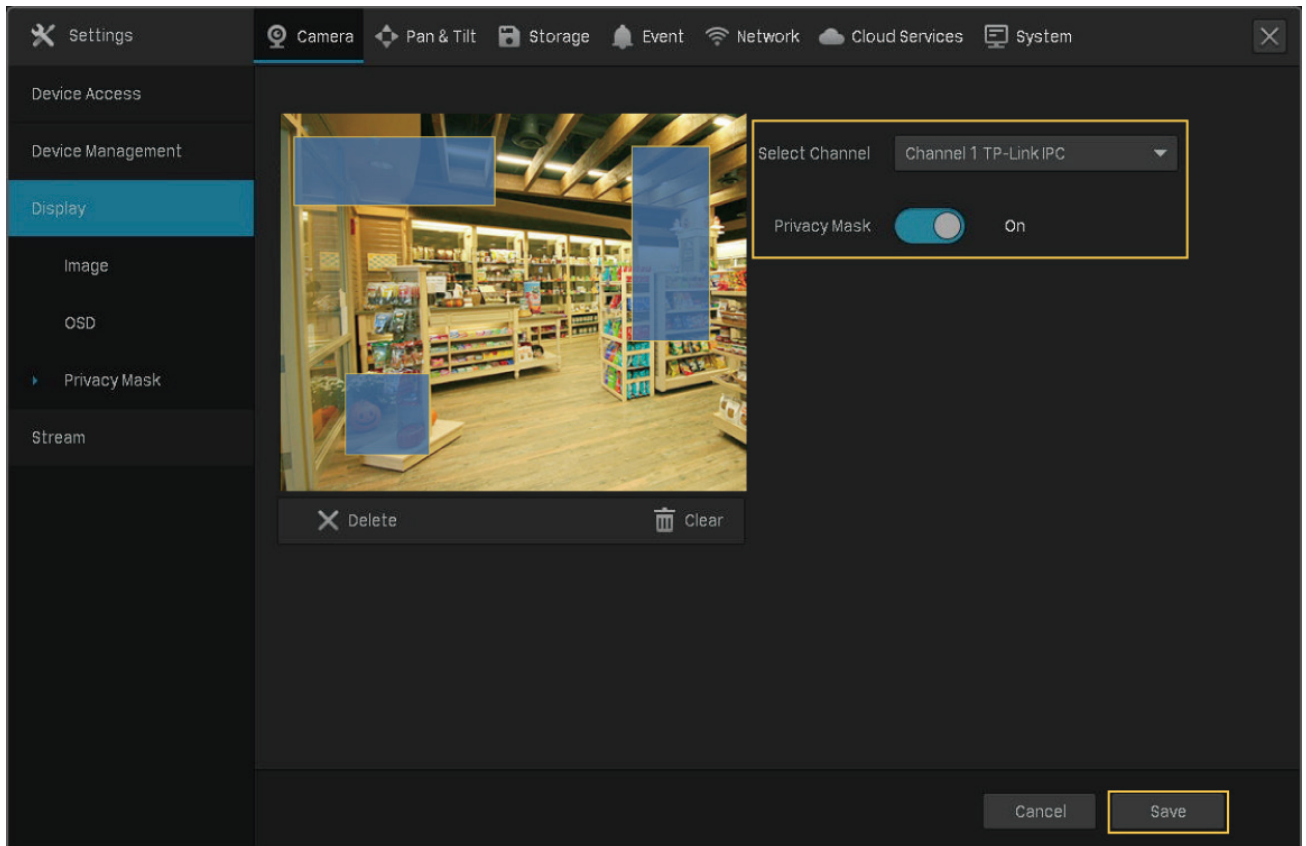 Settings
Camera
Pan & Tilt
Storage
Event
Network
Cloud Services
System
Device Access
Device Management
Display
Image
OSD
Privacy Mask
Stream
Select Channel
Channel 1 TP-Link IPC
Privacy Mask
On
Delete
Clear
Cancel
Save